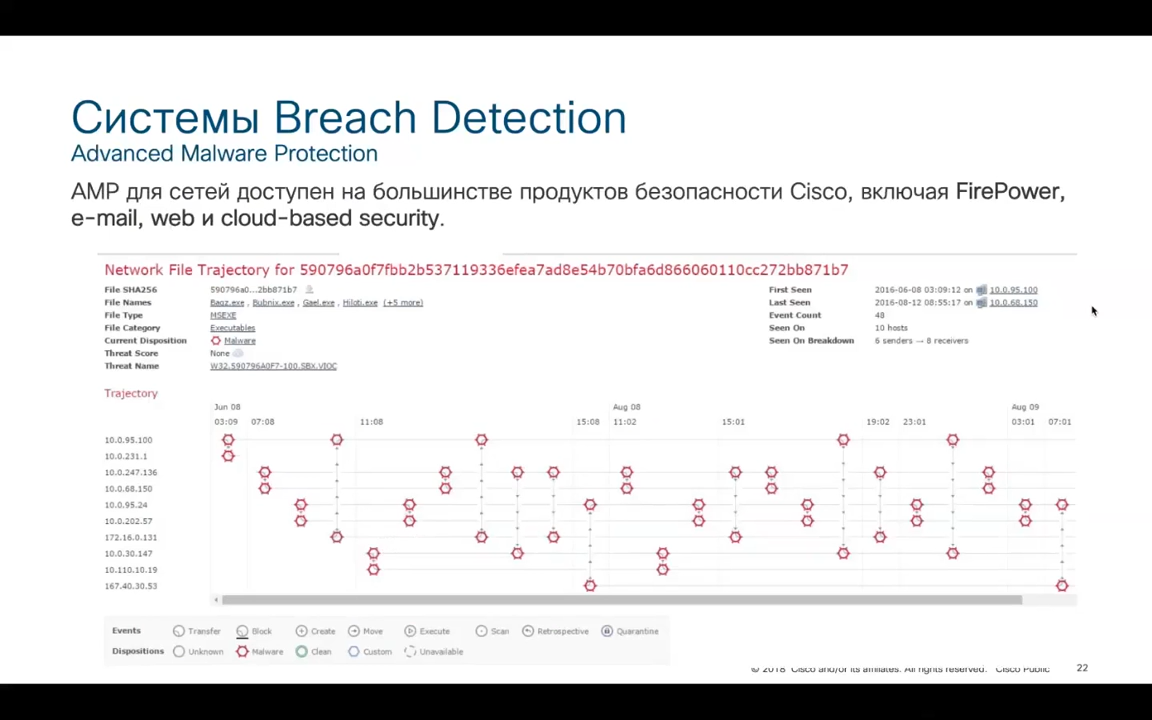 Системы Breach Detection
Advanced Malware Protection
AMP для сетей доступен на большинстве продуктов безопасности Cisco, включая FirePower,
e-mail, web и cloud-based security.
Network File Trajectory for 590796a0f7fbb2b537119336efea7ad8e54b70bfa6d866060110cc272bb871b7
File SHA256 590796a0...2bb871b7
File Names Bagz.exe, Bubnix.exe, Gael.exe, Hiloti.exe (+5 more)
File Type MSEXE
File Category Executables
Current Disposition Malware
Threat Score None
Threat Name W32.590796A0F7-100.SBX.VIOC
First Seen 2016-06-08 03:09:12 on 10.0.95.100
Last Seen 2016-08-12 08:55:17 on 10.0.68.150
Event Count 48
Seen On 10 hosts
Seen On Breakdown 6 senders → 8 receivers
Trajectory
Jun 08 Aug 08 Aug 09
03:09 07:08 11:08 15:08 11:02 15:01 19:02 23:01 03:01 07:01
10.0.95.100
10.0.231.1
10.0.247.136
10.0.68.150
10.0.95.24
10.0.202.57
172.16.0.131
10.0.30.147
10.110.10.19
167.40.30.53
Events Transfer Block Create Move Execute Scan Retrospective Quarantine
Dispositions Unknown Malware Clean Custom Unavailable
© 2018 Cisco and/or its affiliates. All rights reserved. Cisco Public 22